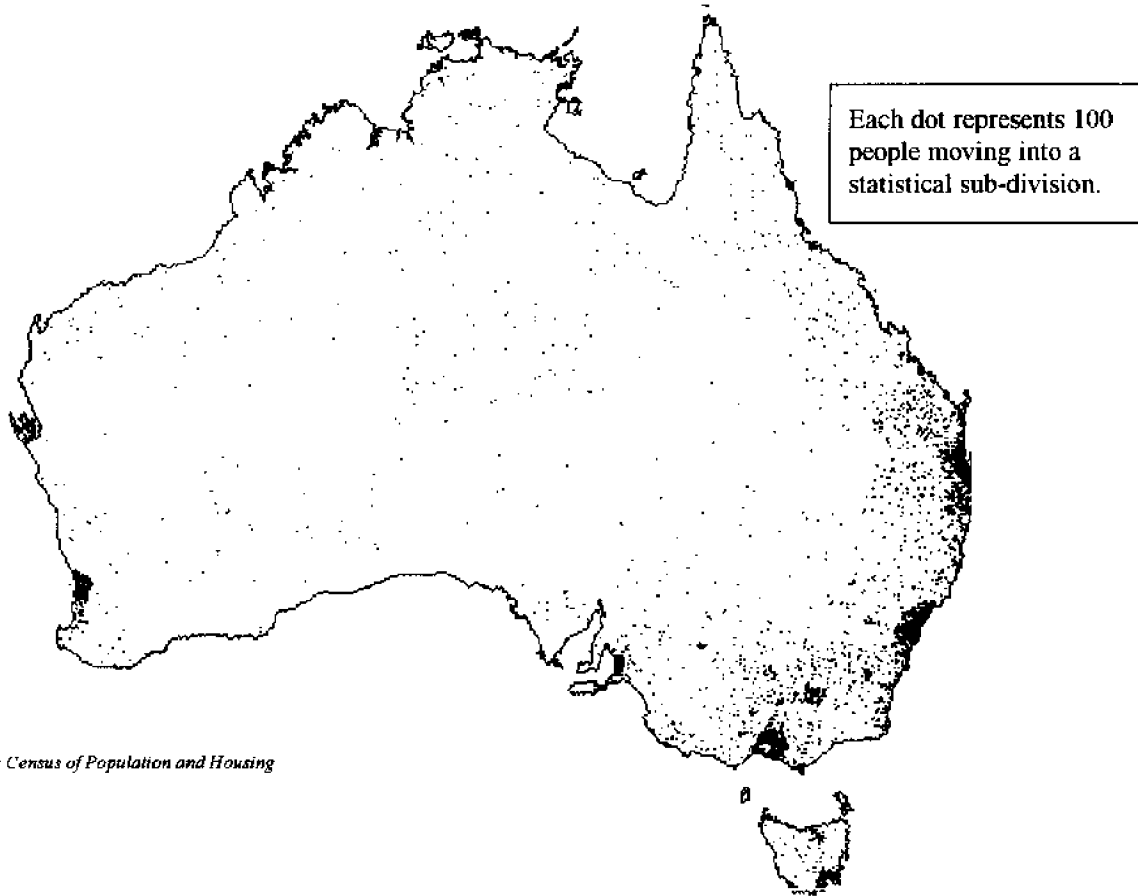 Each dot represents 100
people moving into a
statistical sub-division.
Census of Population and Housing